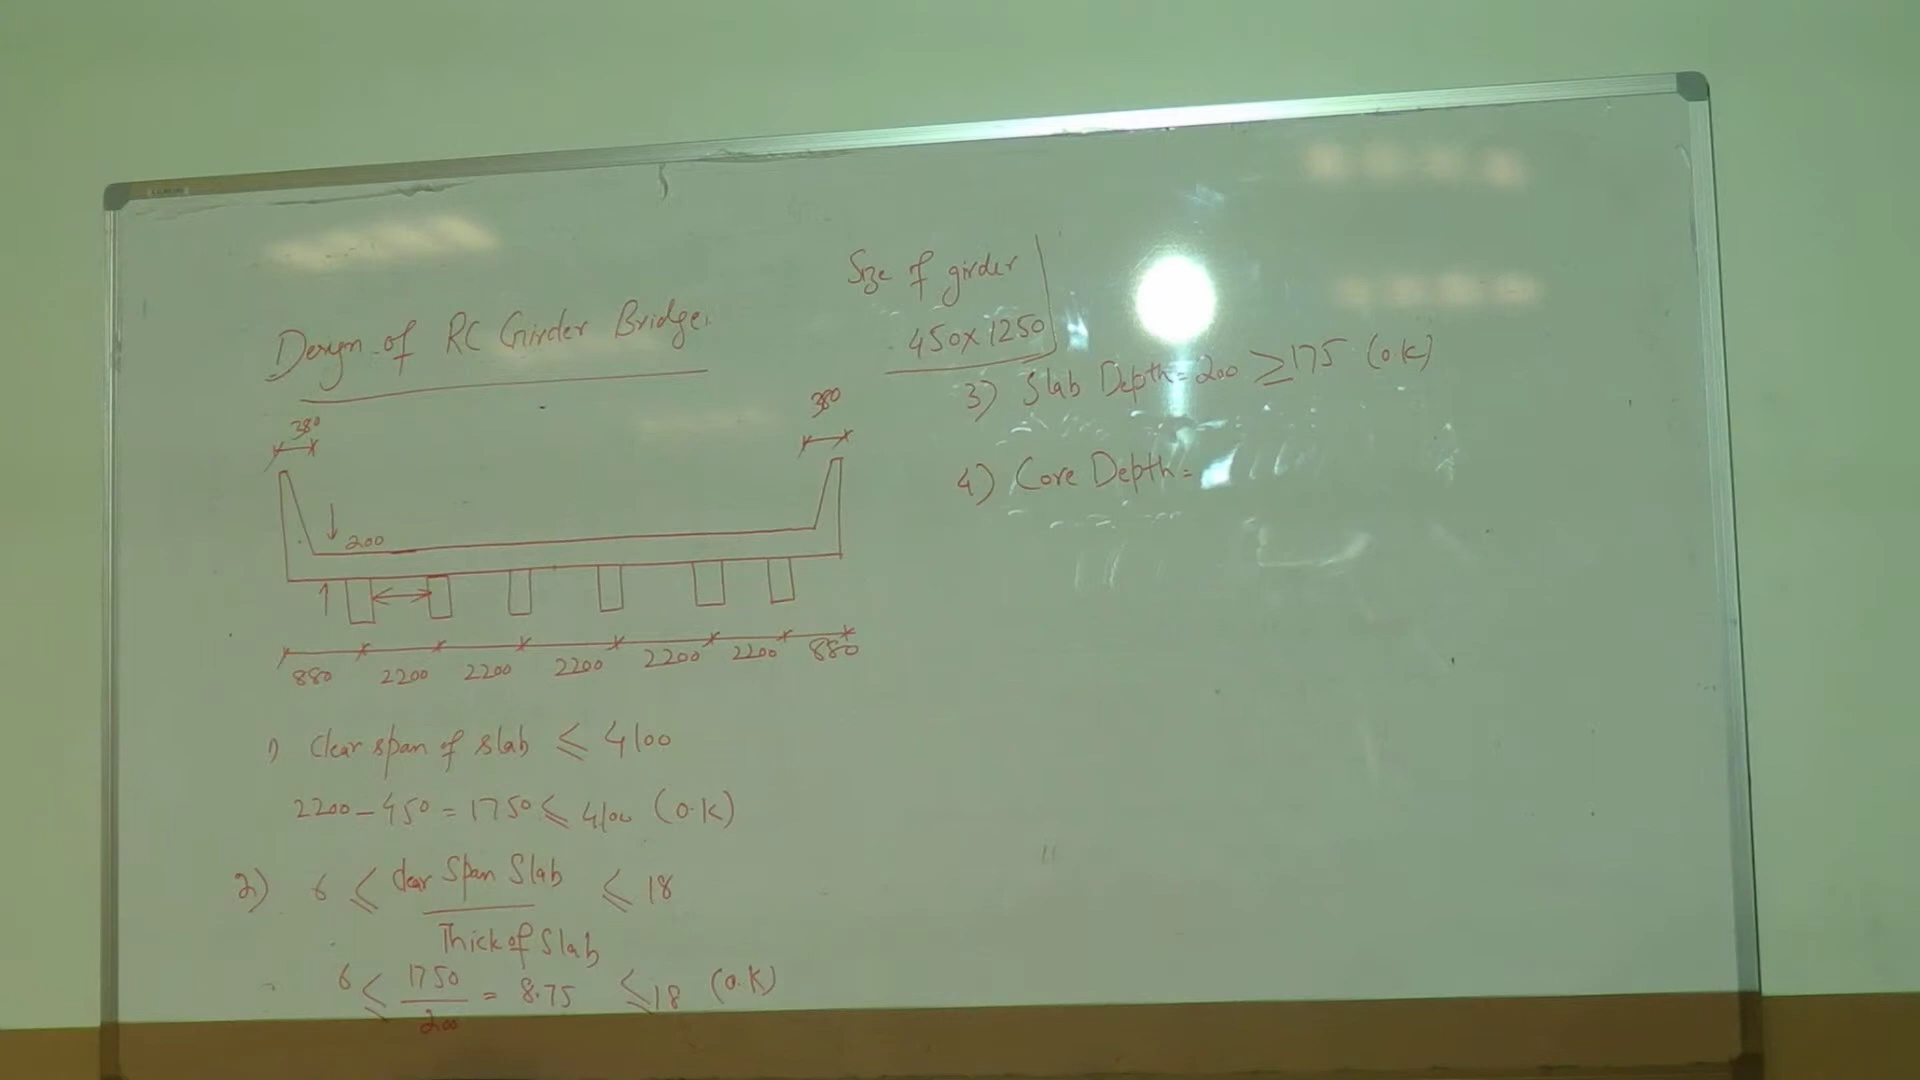 Design of RC Girder Bridge.
Size of girder
450x1250
380
380
200
880 2200 2200 2200 2200 2200 880
1) Clear span of slab ≤ 4100
2200-450 = 1750 ≤ 4100 (O.K)
2) 6 ≤ Clear Span Slab ≤ 18
Thick of Slab
6 ≤ 1750 = 8.75 ≤ 18 (O.K)
200
3) Slab Depth = 200 ≥ 175 (O.K)
4) Core Depth =